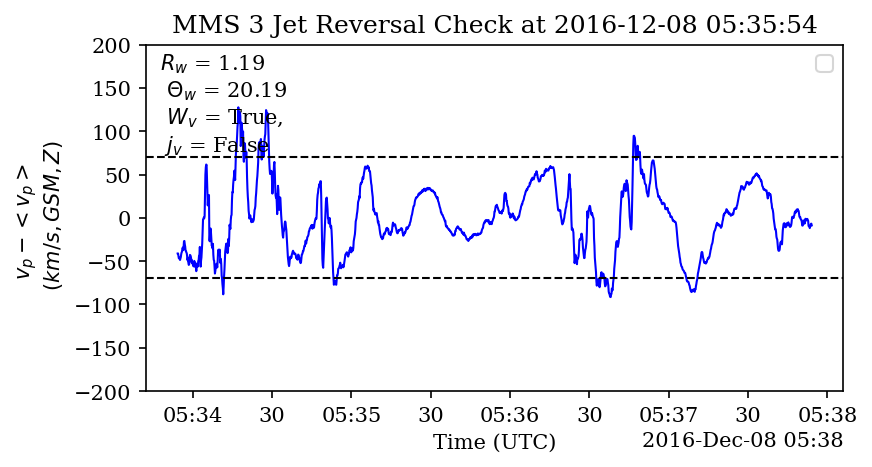 MMS 3 Jet Reversal Check at 2016-12-08 05:35:54
R_w = 1.19
Θ_w = 20.19
W_v = True,
j_v = False
200
150
100
50
0
−50
−100
−150
−200
v_p − < v_p >
(km/s, GSM, Z)
05:34 30 05:35 30 05:36 30 05:37 30 05:38
Time (UTC)
2016-Dec-08 05:38